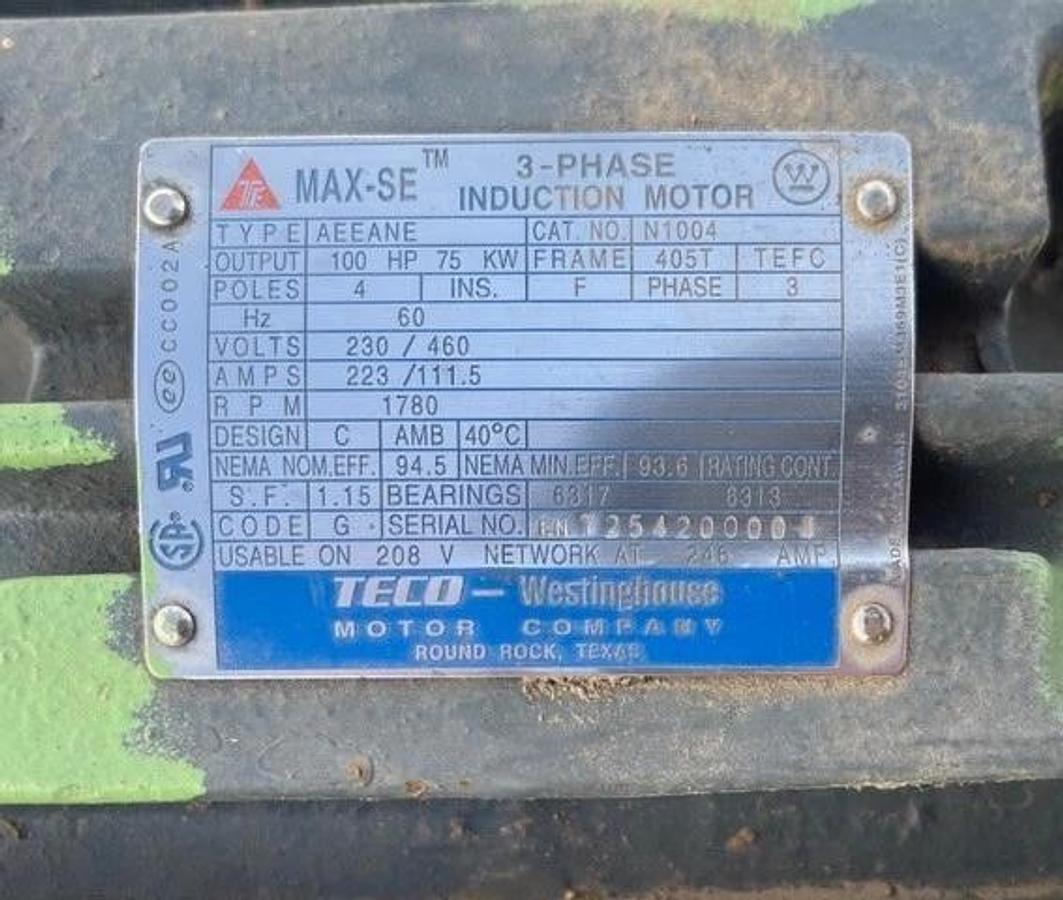 MAX-SE™ 3-PHASE INDUCTION MOTOR
TYPE AEEANE CAT. NO. N1004
OUTPUT 100 HP 75 KW FRAME 405T TEFC
POLES 4 INS. F PHASE 3
Hz 60
VOLTS 230 / 460
AMPS 223 /111.5
RPM 1780
DESIGN C AMB 40°C
NEMA NOM.EFF. 94.5 NEMA MIN.EFF. 93.6 RATING CONT
S.F. 1.15 BEARINGS 6317 6313
CODE G SERIAL NO.
USABLE ON 208 V NETWORK AT 246 AMP
TECO-Westinghouse
MOTOR COMPANY
ROUND ROCK, TEXAS
ee CC002A